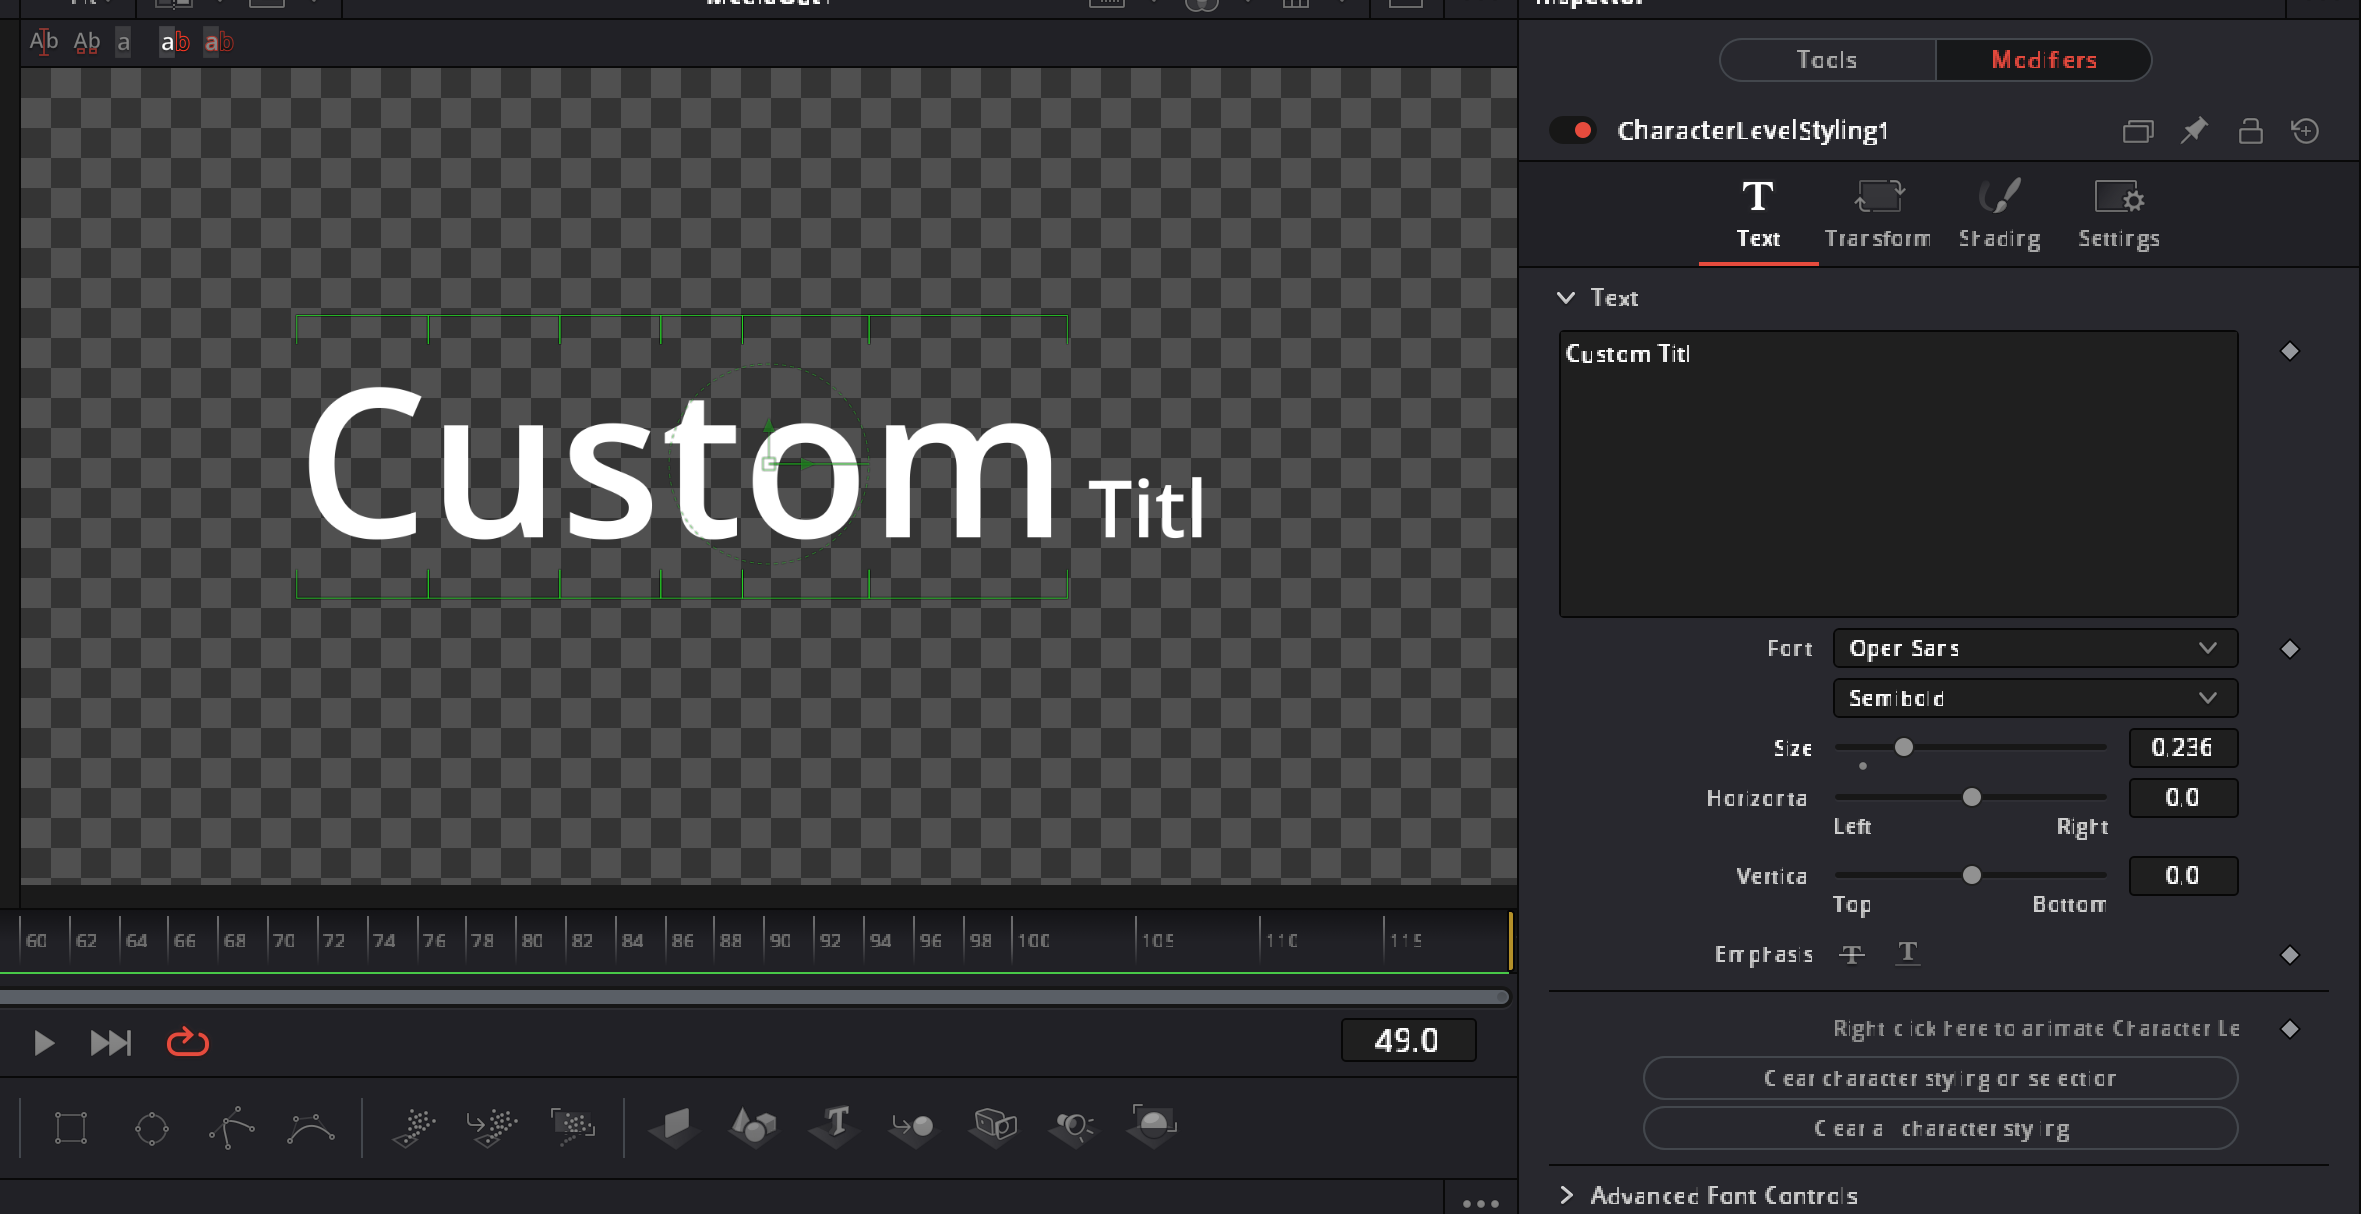 Inspector
Ab Ab a ab ab
Tools Modifiers
CharacterLevelStyling1
Text Transform Shading Settings
Text
Custom Titl
Custom Titl
Font Open Sans
Semibold
Size 0.236
Horizonta 0.0
Left Right
Vertica 0.0
Top Bottom
60 62 64 66 68 70 72 74 76 78 80 82 84 86 88 90 92 94 96 98 100 105 110 115
Emphasis T T
49.0
Right click here to animate Character Le
Clear character styling on selection
Clear all character styling
Advanced Font Controls